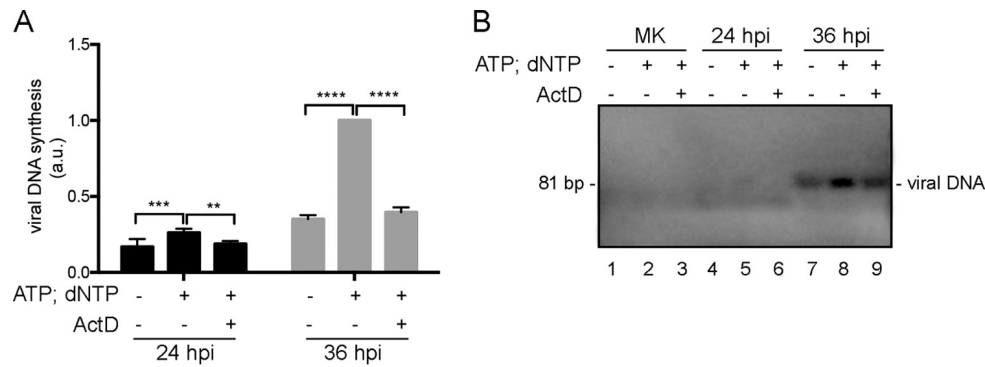 A
viral DNA synthesis
(a.u.)
1.5
1.0
0.5
0.0
*** ** **** ****
ATP; dNTP - + + - + +
ActD - - + - - +
24 hpi 36 hpi
B
MK 24 hpi 36 hpi
ATP; dNTP - + + - + + - + +
ActD - - + - - + - - +
81 bp - - viral DNA
1 2 3 4 5 6 7 8 9